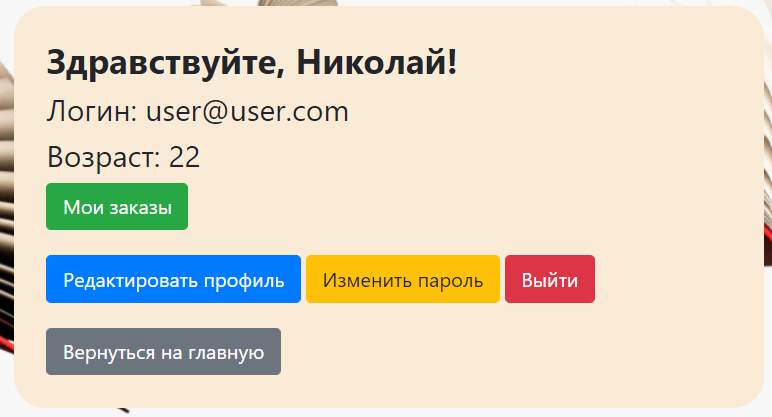 Здравствуйте, Николай!
Логин: user@user.com
Возраст: 22
Мои заказы
Редактировать профиль Изменить пароль Выйти
Вернуться на главную